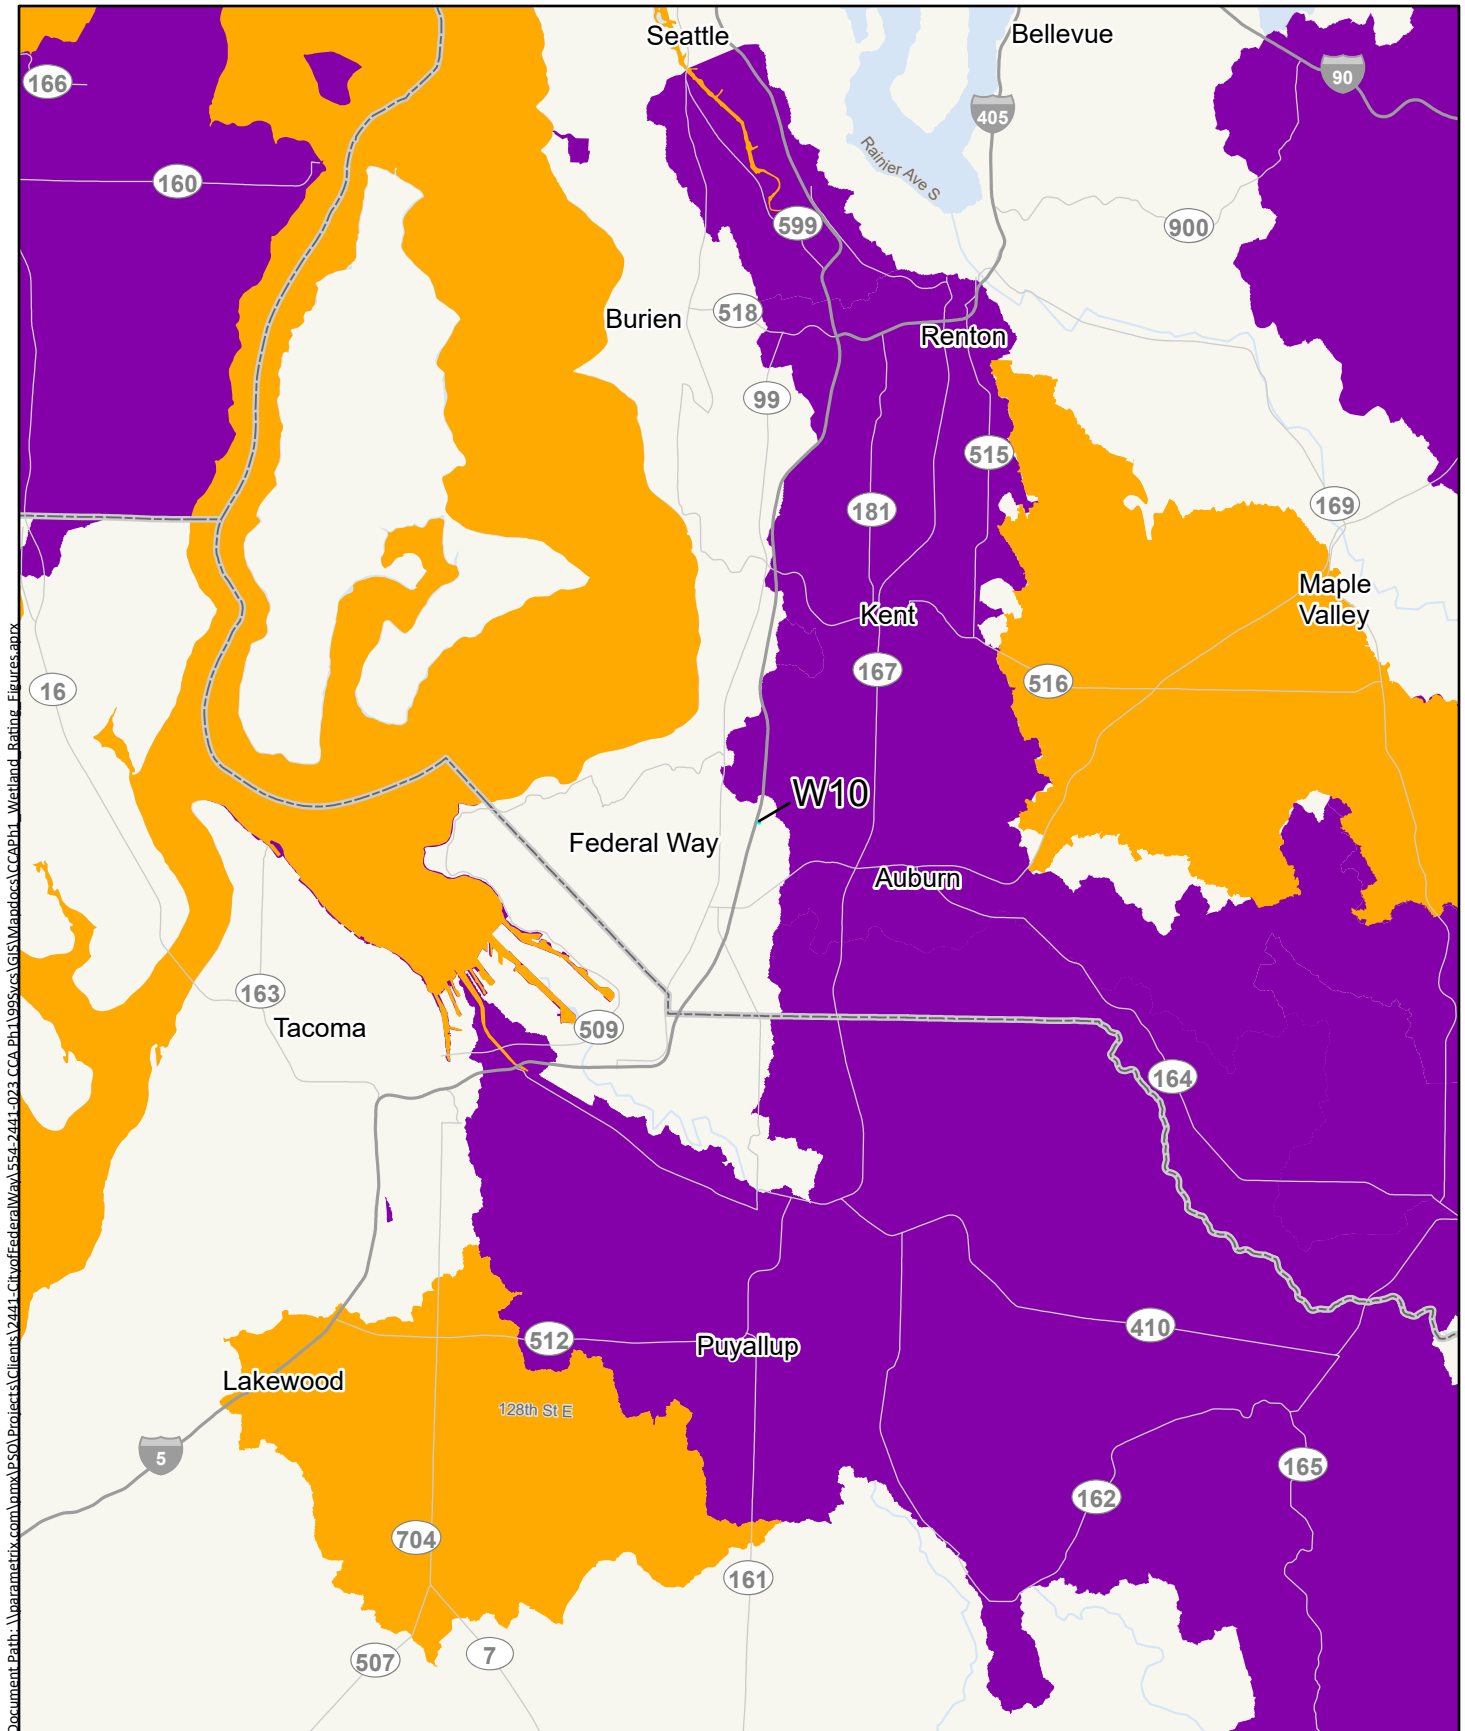 Seattle
Bellevue
166
90
405
Rainier Ave S
160
599
900
518
Burien
Renton
99
515
181
169
Maple
Valley
Kent
167
516
16
W10
Federal Way
Auburn
163
Tacoma
509
164
512
Puyallup
410
Lakewood
128th St E
5
165
162
704
161
507
7
Document Path: \\parametrix.com\pmx\PSO\Projects\Clients\2441-CityofFederalWay\554-2441-023 CCA Ph1\99Svcs\GIS\Mapdocs\CCAPh1_Wetland_Rating_Figures.aprx